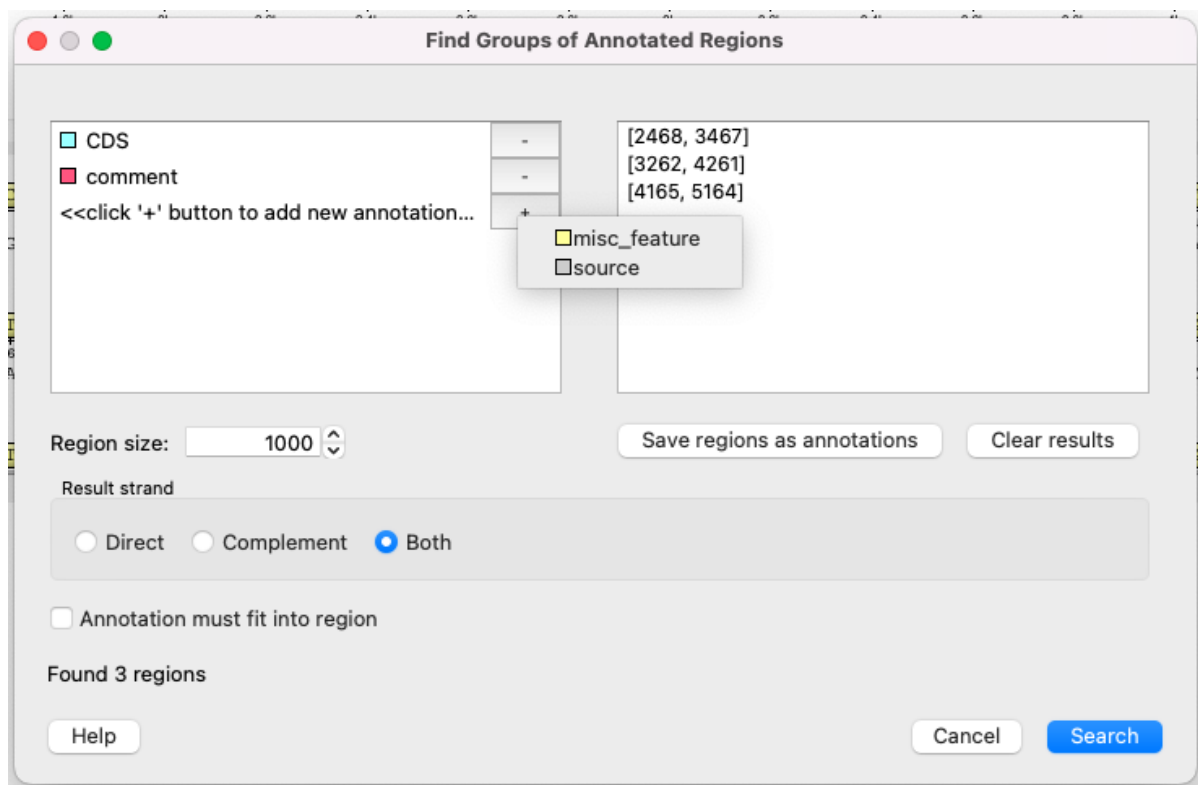 Find Groups of Annotated Regions
CDS
-
comment
-
<<click '+' button to add new annotation...
+
misc_feature
source
[2468, 3467]
[3262, 4261]
[4165, 5164]
Region size: 1000
Save regions as annotations
Clear results
Result strand
Direct
Complement
Both
Annotation must fit into region
Found 3 regions
Help
Cancel
Search